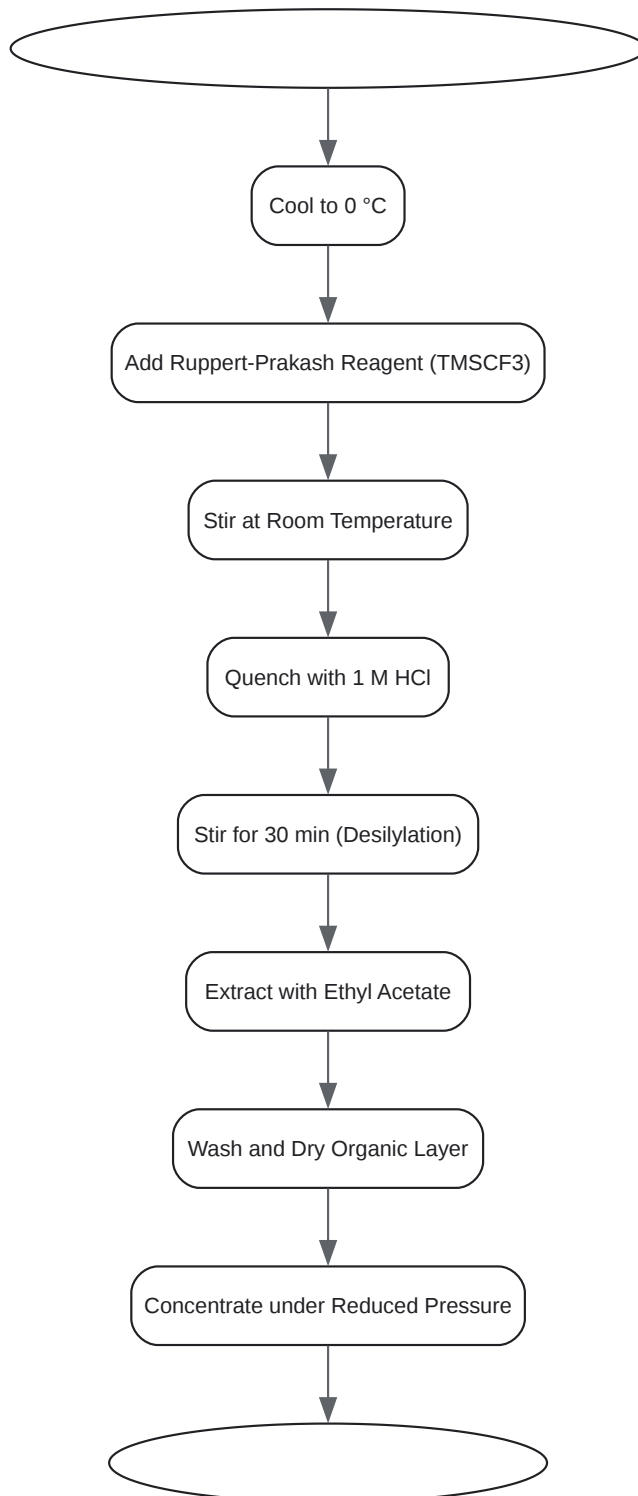 Cool to 0 °C
Add Ruppert-Prakash Reagent (TMSCF3)
Stir at Room Temperature
Quench with 1 M HCl
Stir for 30 min (Desilylation)
Extract with Ethyl Acetate
Wash and Dry Organic Layer
Concentrate under Reduced Pressure